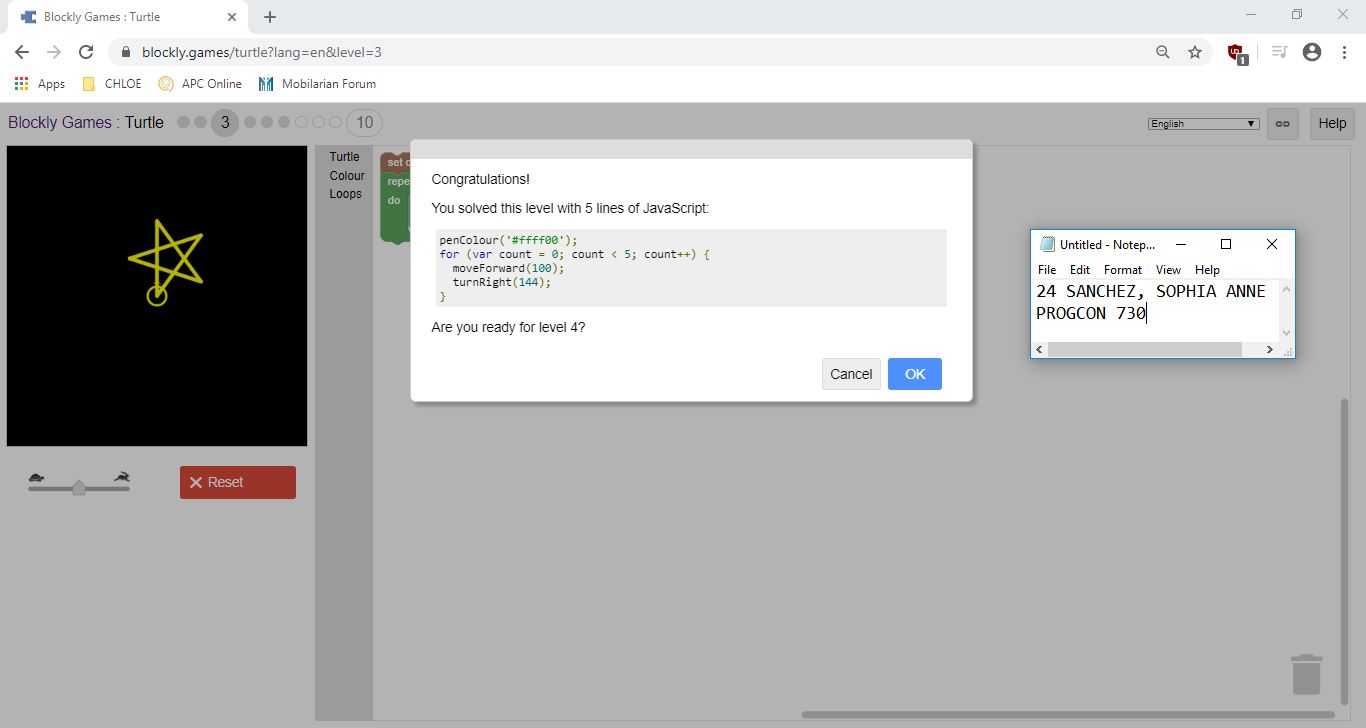 Blockly Games : Turtle
blockly.games/turtle?lang=en&level=3
1
Apps
CHLOE
APC Online
Mobilarian Forum
Blockly Games : Turtle
3
10
English
Help
Turtle
Colour
Loops
set c
repe
do
Reset
Congratulations!
You solved this level with 5 lines of JavaScript:
penColour('#ffff00');
for (var count = 0; count < 5; count++) {
  moveForward(100);
  turnRight(144);
}
Are you ready for level 4?
Cancel
OK
Untitled - Notep...
File Edit Format View Help
24 SANCHEZ, SOPHIA ANNE
PROGCON 730